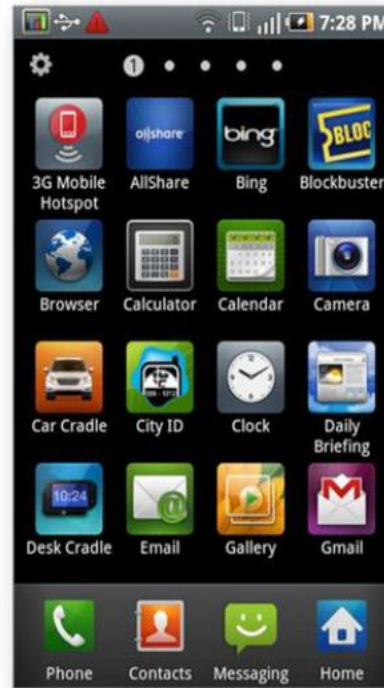 7:28 PM
1
allshare
bing
BLOC
3G Mobile Hotspot
AllShare
Bing
Blockbuster
Browser
Calculator
Calendar
Camera
Car Cradle
City ID
Clock
Daily Briefing
10:24
Desk Cradle
Email
Gallery
Gmail
Phone
Contacts
Messaging
Home